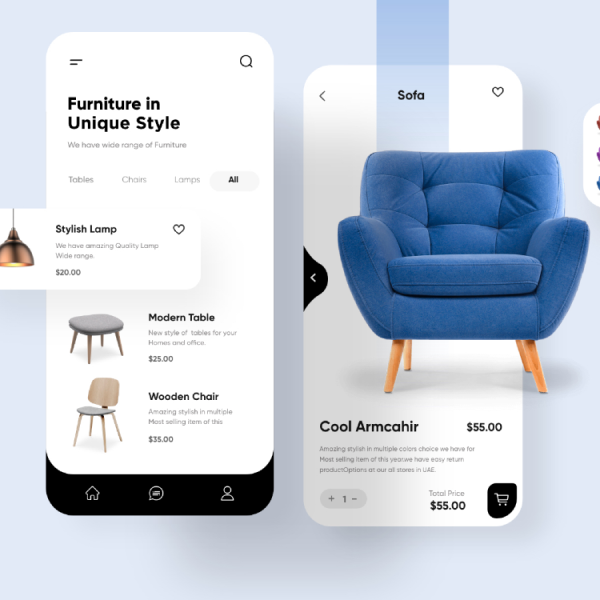 Furniture in
Unique Style
We have wide range of Furniture
Tables Chairs Lamps All
Stylish Lamp
We have amazing Quality Lamp
Wide range.
$20.00
Modern Table
New style of tables for your
Homes and office.
$25.00
Wooden Chair
Amazing stylish in multiple
Most selling item of this
$35.00
Sofa
Cool Armcahir $55.00
Amazing stylish in multiple colors choice we have for
Most selling item of this year.we have easy return
productOptions at our all stores in UAE.
+ 1 −
Total Price
$55.00